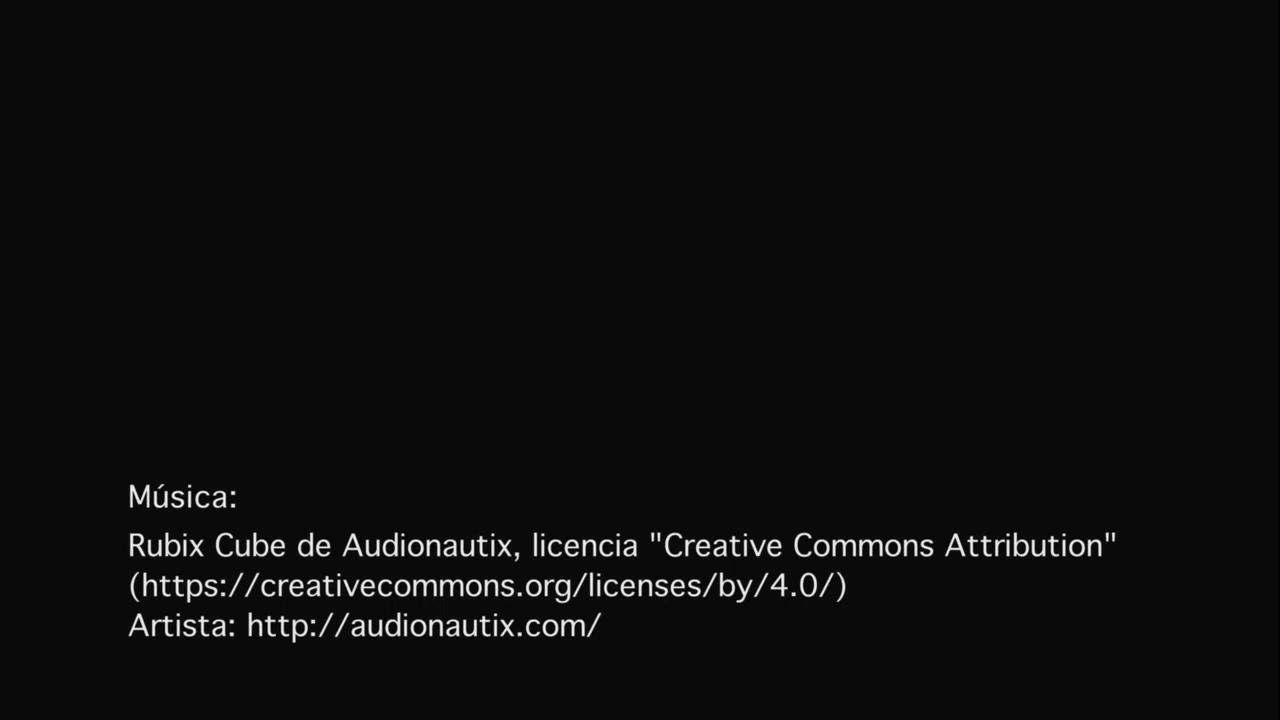 Música:
Rubix Cube de Audionautix, licencia "Creative Commons Attribution"
(https://creativecommons.org/licenses/by/4.0/)
Artista: http://audionautix.com/